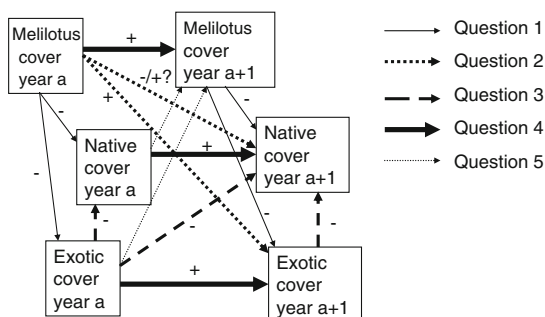 Melilotus
cover
year a
+
Melilotus
cover
year a+1
-/+?
+
-
-
-
Native
cover
year a
+
Native
cover
year a+1
-
-
-
-
Exotic
cover
year a
+
Exotic
cover
year a+1
Question 1
Question 2
Question 3
Question 4
Question 5